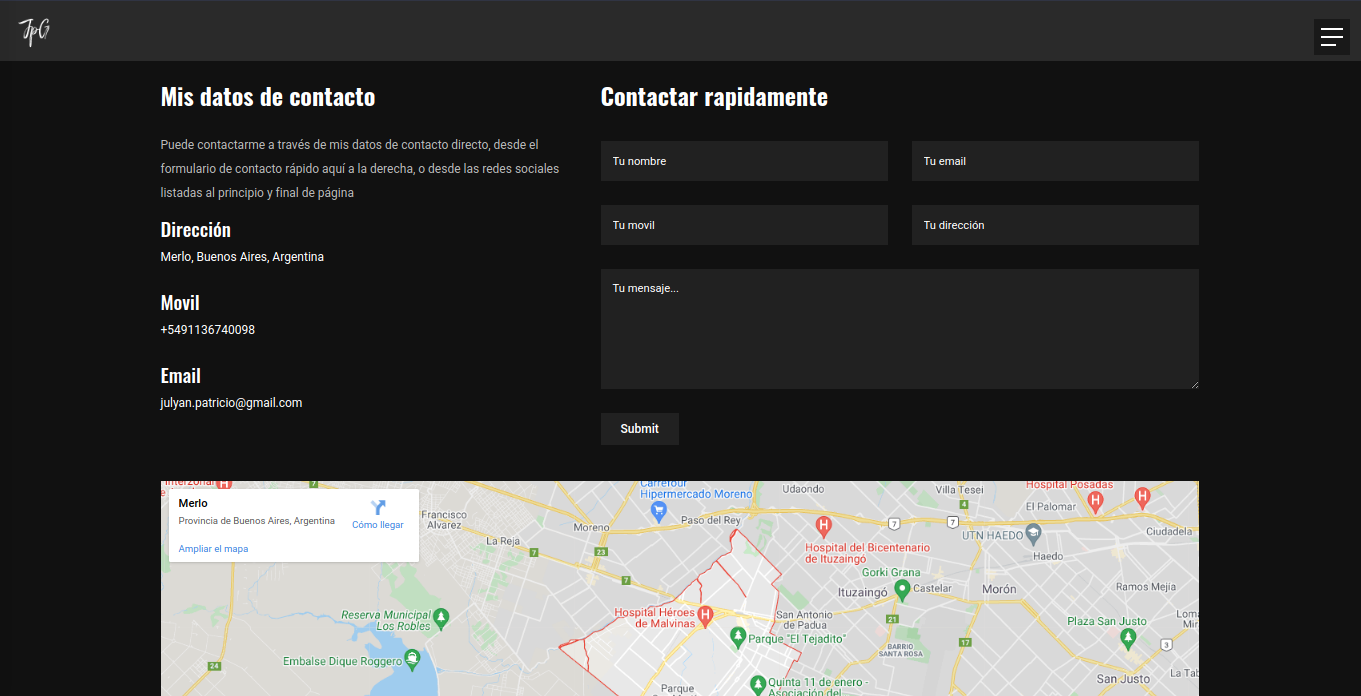 JpG
Mis datos de contacto
Puede contactarme a través de mis datos de contacto directo, desde el
formulario de contacto rápido aquí a la derecha, o desde las redes sociales
listadas al principio y final de página
Dirección
Merlo, Buenos Aires, Argentina
Movil
+5491136740098
Email
julyan.patricio@gmail.com
Contactar rapidamente
Tu nombre
Tu email
Tu movil
Tu dirección
Tu mensaje...
Submit
Merlo
Provincia de Buenos Aires, Argentina
Cómo llegar
Ampliar el mapa
Interzonal
H
7
Francisco
Alvarez
La Reja
7
Moreno
23
7
Carrefour
Hipermercado Moreno
Paso del Rey
Udaondo
H
Hospital del Bicentenario
de Ituzaingo
7
7
Villa Tesei
4
Hospital Posadas
H
H
El Palomar
Ciudadela
UTN HAEDO
Haedo
Gorki Grana
Ituzaingó
Castelar
Morón
Ramos Mejia
Reserva Municipal
Los Robles
Hospital Héroes
de Malvinas
H
San Antonio
de Padua
Parque "El Tejadito"
21
BARRIO
SANTA ROSA
17
Plaza San Justo
3
Embalse Dique Roggero
24
Parque
Quinta 11 de enero -
Asociación del
San Justo
La Tab